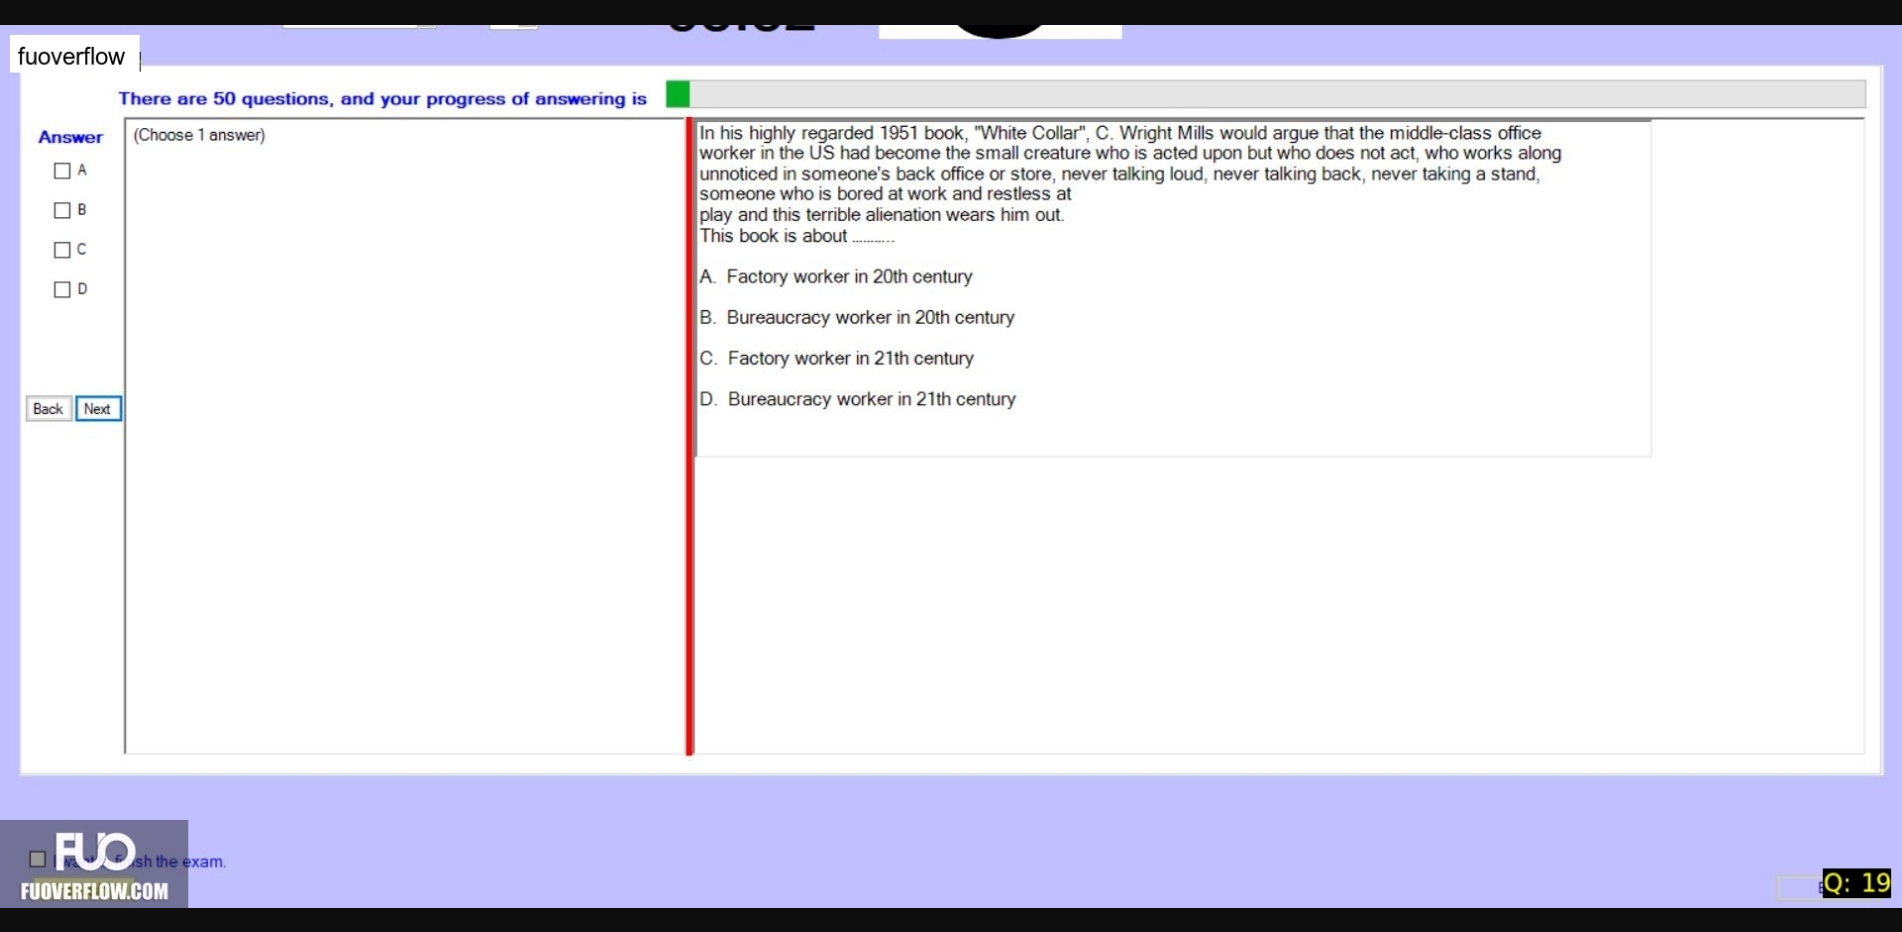 fuoverflow
There are 50 questions, and your progress of answering is
Answer
A
B
C
D
Back
Next
(Choose 1 answer)
In his highly regarded 1951 book, "White Collar", C. Wright Mills would argue that the middle-class office
worker in the US had become the small creature who is acted upon but who does not act, who works along
unnoticed in someone's back office or store, never talking loud, never talking back, never taking a stand,
someone who is bored at work and restless at
play and this terrible alienation wears him out.
This book is about ...........
A. Factory worker in 20th century
B. Bureaucracy worker in 20th century
C. Factory worker in 21th century
D. Bureaucracy worker in 21th century
FUO
the exam.
FUOVERFLOW.COM
Q: 19